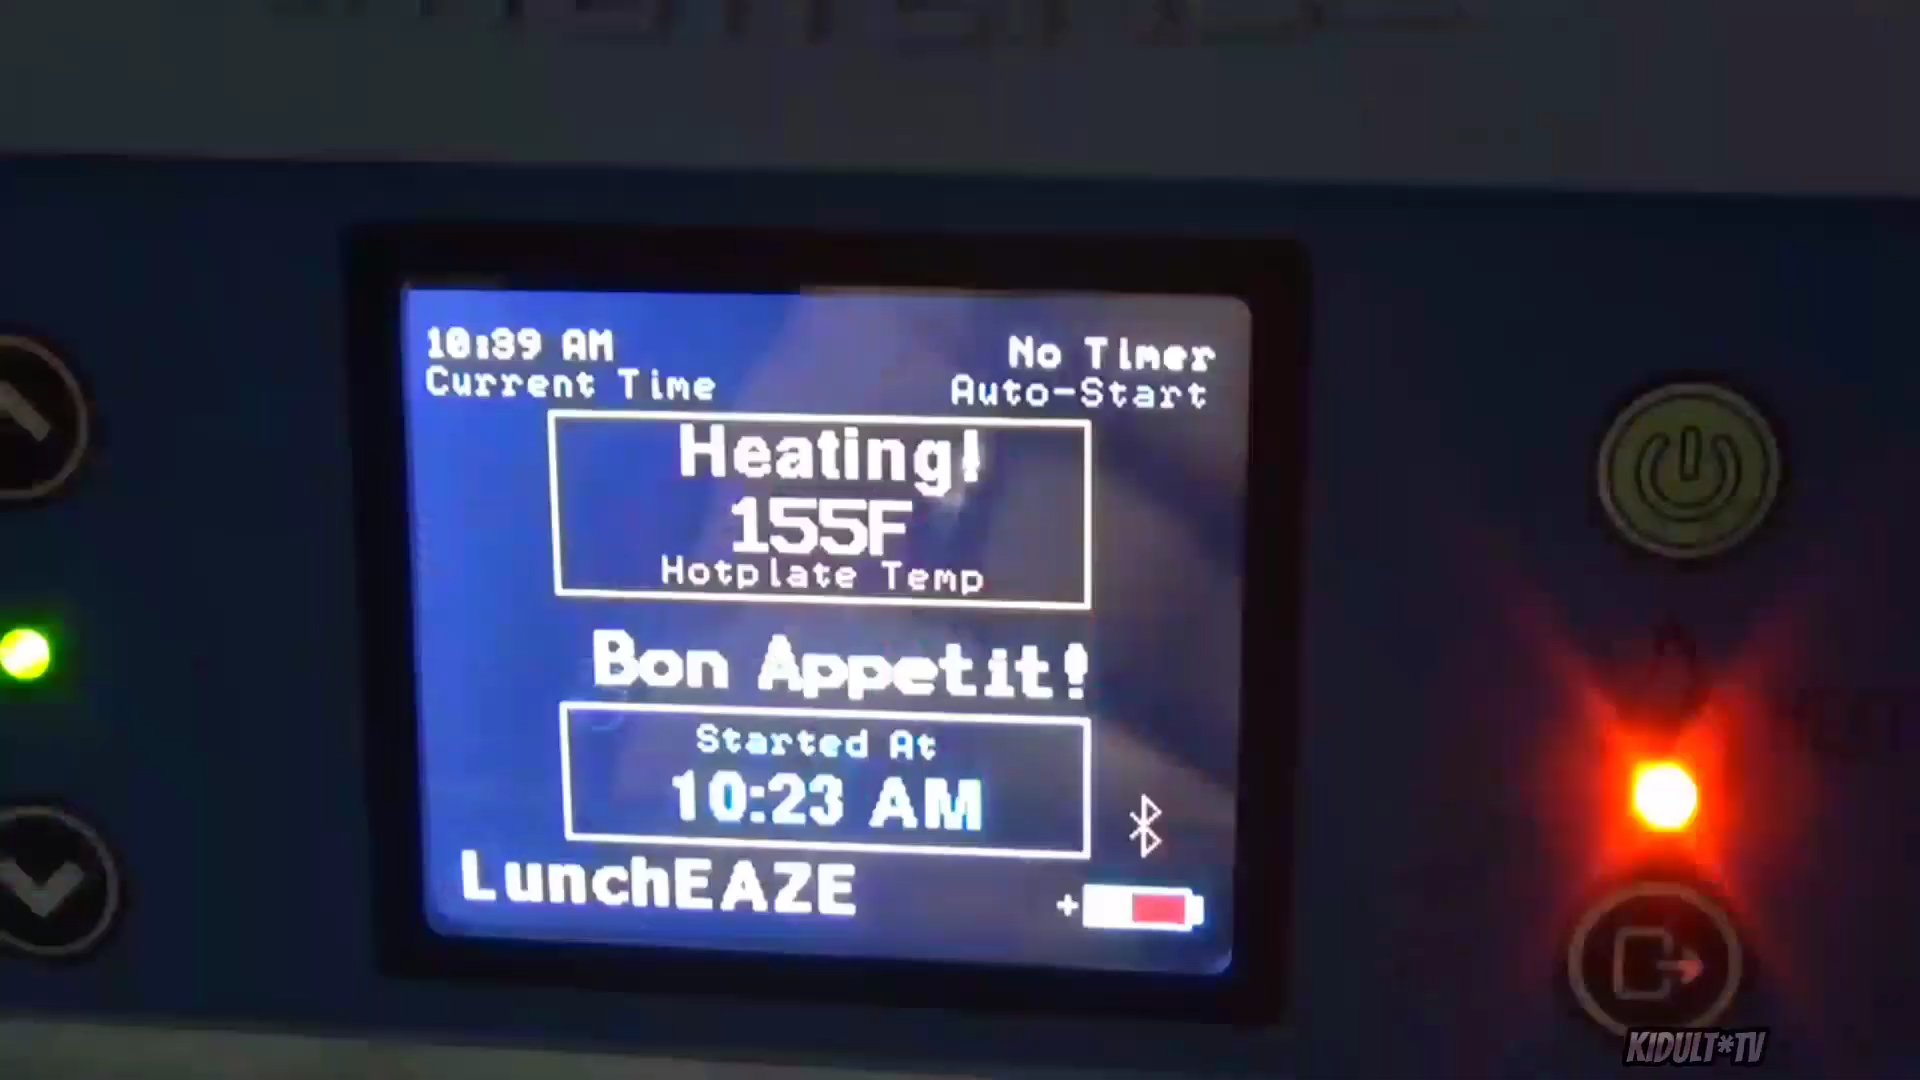 10:39 AM
Current Time
No Timer
Auto-Start
Heating!
155F
Hotplate Temp
Bon Appetit!
Started At
10:23 AM
LunchEAZE
+
KIDULT*TV